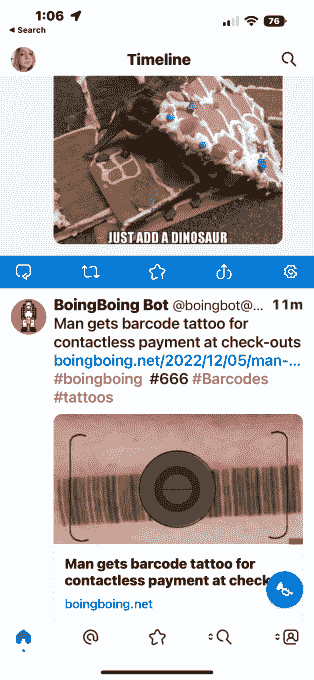 1:06
76
Search
Timeline
JUST ADD A DINOSAUR
BoingBoing Bot @boingbot@... 11m
Man gets barcode tattoo for
contactless payment at check-outs
boingboing.net/2022/12/05/man-...
#boingboing #666 #Barcodes
#tattoos
Man gets barcode tattoo for
contactless payment at check
boingboing.net